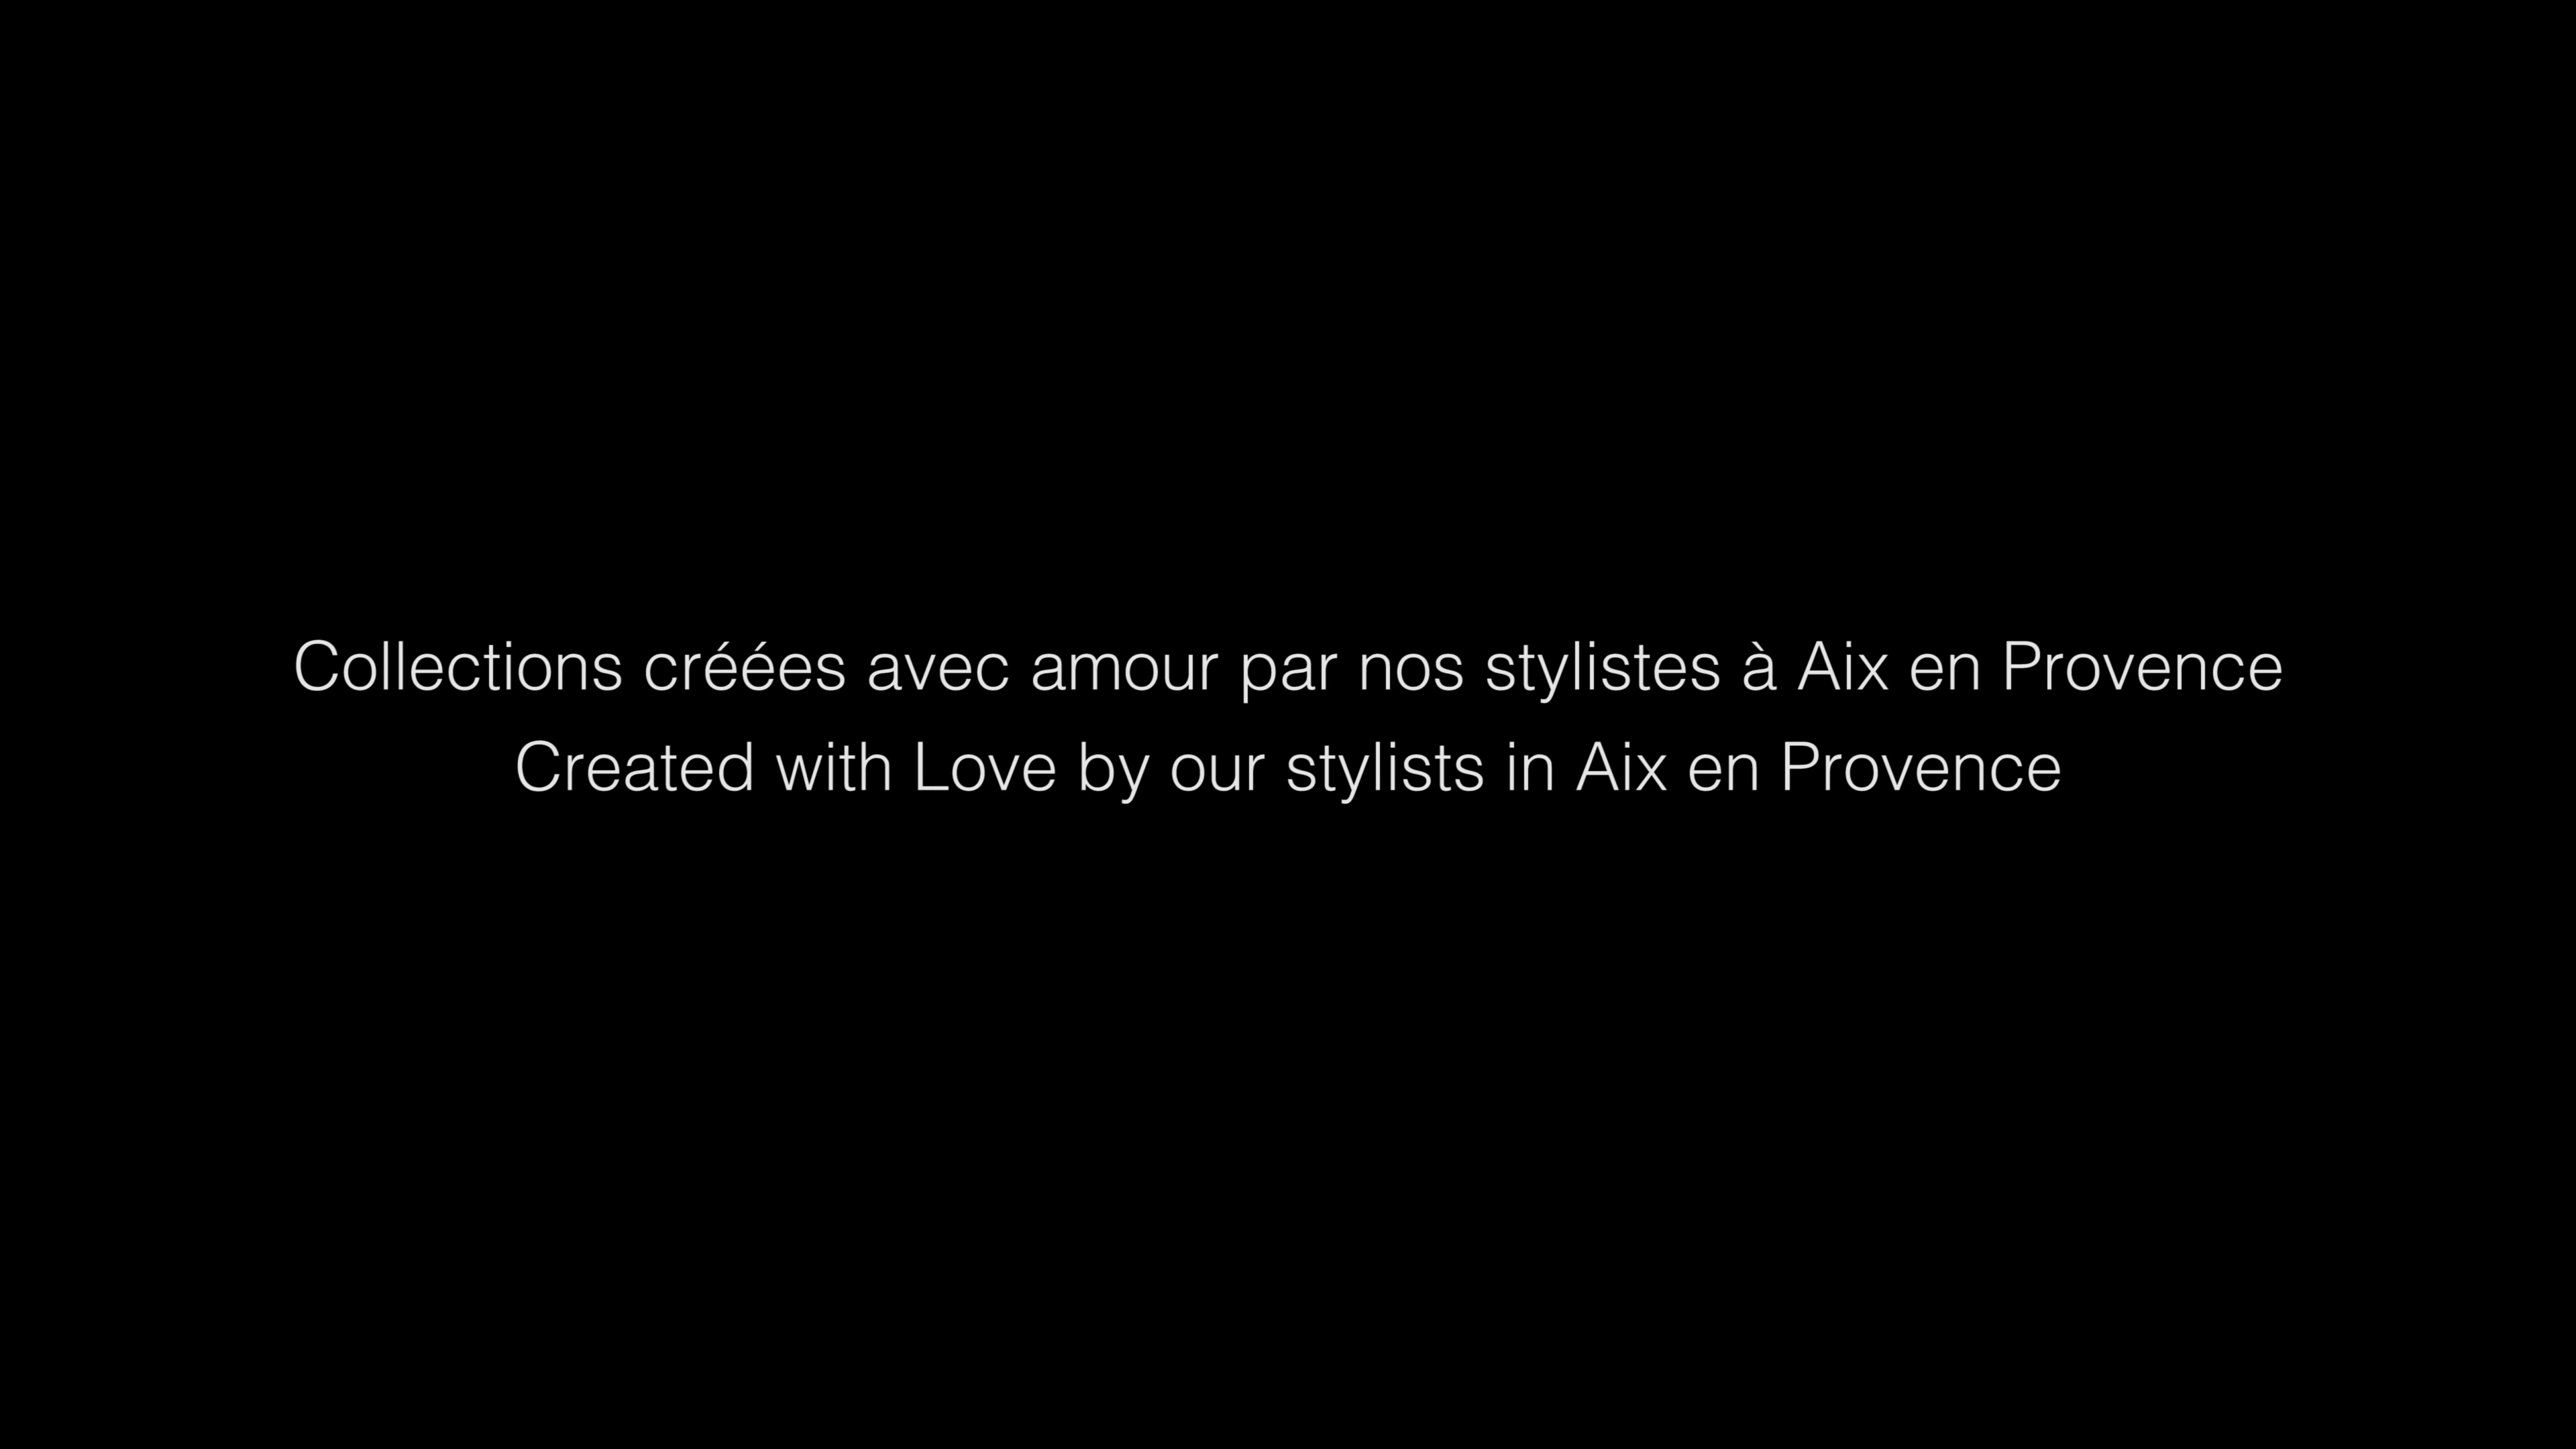 Collections créées avec amour par nos stylistes à Aix en Provence
Created with Love by our stylists in Aix en Provence